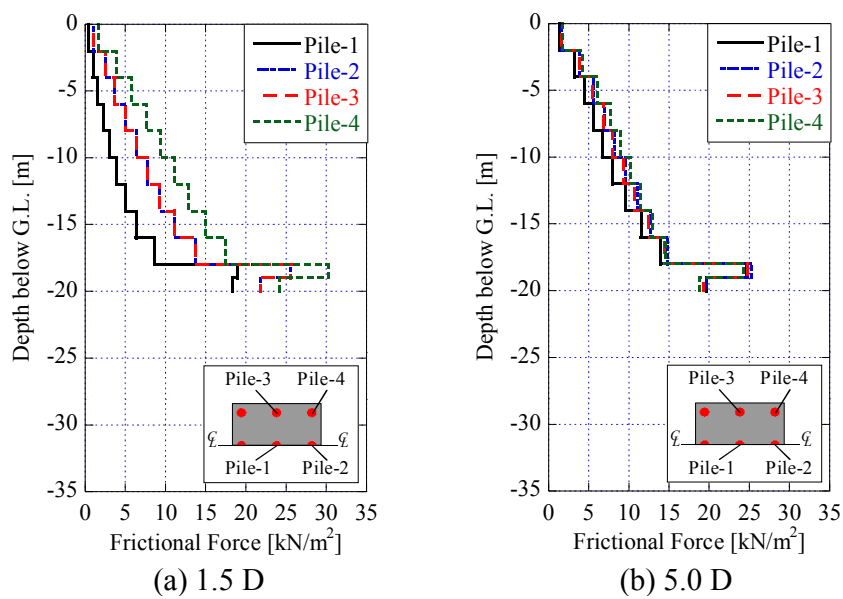 0
-5
-10
-15
-20
-25
-30
-35
Depth below G.L. [m]
Pile-1
Pile-2
Pile-3
Pile-4
Pile-3 Pile-4
℄ ℄
Pile-1 Pile-2
0 5 10 15 20 25 30 35
Frictional Force [kN/m²]
(a) 1.5 D
0
-5
-10
-15
-20
-25
-30
-35
Depth below G.L. [m]
Pile-1
Pile-2
Pile-3
Pile-4
Pile-3 Pile-4
℄ ℄
Pile-1 Pile-2
0 5 10 15 20 25 30 35
Frictional Force [kN/m²]
(b) 5.0 D